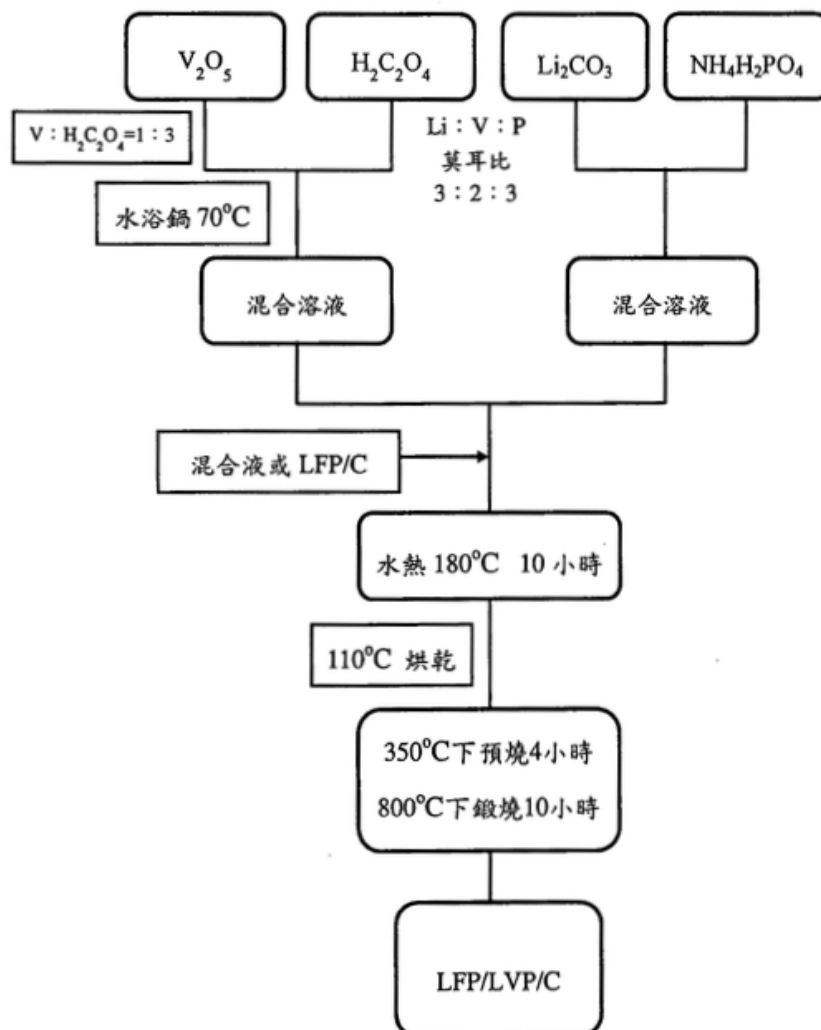 V₂O₅
H₂C₂O₄
Li₂CO₃
NH₄H₂PO₄
V：H₂C₂O₄=1：3
Li：V：P
莫耳比
3：2：3
水浴鍋 70°C
混合溶液
混合溶液
混合液或 LFP/C
水熱 180°C 10 小時
110°C 烘乾
350°C下預燒4小時
800°C下鍛燒10小時
LFP/LVP/C